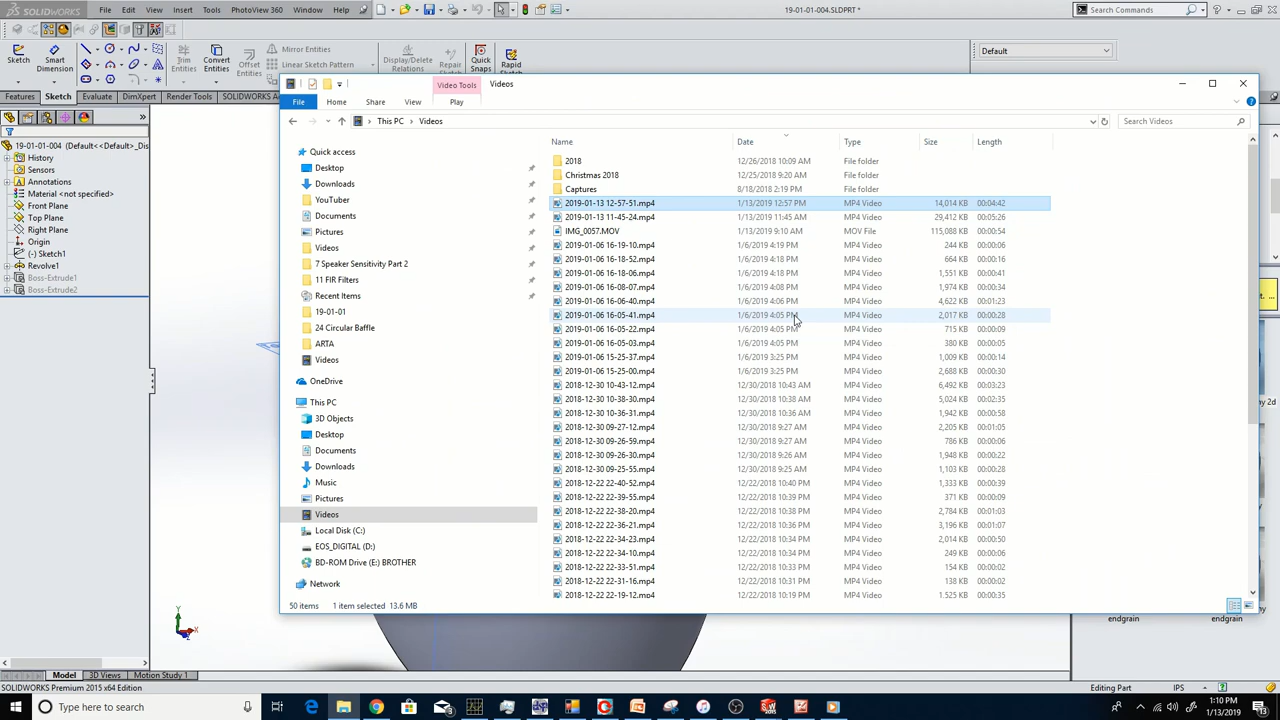 SOLIDWORKS File Edit View Insert Tools PhotoView 360 Window Help 19-01-01-004.SLDPRT * Search Commands
Sketch Smart Dimension Trim Entities Convert Entities Offset Entities Mirror Entities Linear Sketch Pattern Display/Delete Relations Quick Snaps Rapid Default
Features Sketch Evaluate DimXpert Render Tools SOLIDWORKS A
19-01-01-004 (Default<<Default>_Dis
History
Sensors
Annotations
Material <not specified>
Front Plane
Top Plane
Right Plane
Origin
(-) Sketch1
Revolve1
Boss-Extrude1
Boss-Extrude2
Video Tools Videos
File Home Share View Play
This PC Videos Search Videos
Quick access
Desktop
Downloads
YouTuber
Documents
Pictures
Videos
7 Speaker Sensitivity Part 2
11 FIR Filters
Recent Items
19-01-01
24 Circular Baffle
ARTA
Videos
OneDrive
This PC
3D Objects
Desktop
Documents
Downloads
Music
Pictures
Videos
Local Disk (C:)
EOS_DIGITAL (D:)
BD-ROM Drive (E:) BROTHER
Network
Name Date Type Size Length
2018 12/26/2018 10:09 AM File folder
Christmas 2018 12/25/2018 9:20 AM File folder
Captures 8/18/2018 2:19 PM File folder
2019-01-13 12-57-51.mp4 1/13/2019 12:57 PM MP4 Video 14,014 KB 00:04:42
2019-01-13 11-45-24.mp4 1/13/2019 11:45 AM MP4 Video 29,412 KB 00:05:26
IMG_0057.MOV 1/13/2019 9:10 AM MOV File 115,088 KB 00:00:54
2019-01-06 16-19-10.mp4 1/6/2019 4:19 PM MP4 Video 244 KB 00:00:06
2019-01-06 16-18-52.mp4 1/6/2019 4:18 PM MP4 Video 664 KB 00:00:16
2019-01-06 16-18-06.mp4 1/6/2019 4:18 PM MP4 Video 1,551 KB 00:00:41
2019-01-06 16-08-07.mp4 1/6/2019 4:08 PM MP4 Video 1,974 KB 00:00:34
2019-01-06 16-06-40.mp4 1/6/2019 4:06 PM MP4 Video 4,622 KB 00:01:23
2019-01-06 16-05-41.mp4 1/6/2019 4:05 PM MP4 Video 2,017 KB 00:00:28
2019-01-06 16-05-22.mp4 1/6/2019 4:05 PM MP4 Video 715 KB 00:00:09
2019-01-06 16-05-03.mp4 1/6/2019 4:05 PM MP4 Video 380 KB 00:00:05
2019-01-06 15-25-37.mp4 1/6/2019 3:25 PM MP4 Video 1,009 KB 00:00:14
2019-01-06 15-25-00.mp4 1/6/2019 3:25 PM MP4 Video 2,688 KB 00:00:30
2018-12-30 10-43-12.mp4 12/30/2018 10:43 AM MP4 Video 6,492 KB 00:03:23
2018-12-30 10-38-30.mp4 12/30/2018 10:38 AM MP4 Video 5,024 KB 00:02:35
2018-12-30 10-36-31.mp4 12/30/2018 10:36 AM MP4 Video 1,942 KB 00:00:58
2018-12-30 09-27-12.mp4 12/30/2018 9:27 AM MP4 Video 2,205 KB 00:01:05
2018-12-30 09-26-59.mp4 12/30/2018 9:27 AM MP4 Video 786 KB 00:00:06
2018-12-30 09-26-30.mp4 12/30/2018 9:26 AM MP4 Video 1,948 KB 00:00:22
2018-12-30 09-25-55.mp4 12/30/2018 9:25 AM MP4 Video 1,103 KB 00:00:28
2018-12-22 22-40-52.mp4 12/22/2018 10:40 PM MP4 Video 1,333 KB 00:00:39
2018-12-22 22-39-55.mp4 12/22/2018 10:39 PM MP4 Video 371 KB 00:00:09
2018-12-22 22-38-20.mp4 12/22/2018 10:38 PM MP4 Video 2,784 KB 00:01:03
2018-12-22 22-36-21.mp4 12/22/2018 10:36 PM MP4 Video 3,196 KB 00:01:07
2018-12-22 22-34-23.mp4 12/22/2018 10:34 PM MP4 Video 2,014 KB 00:00:50
2018-12-22 22-34-10.mp4 12/22/2018 10:34 PM MP4 Video 249 KB 00:00:06
2018-12-22 22-33-51.mp4 12/22/2018 10:33 PM MP4 Video 154 KB 00:00:02
2018-12-22 22-31-16.mp4 12/22/2018 10:31 PM MP4 Video 138 KB 00:00:02
2018-12-22 22-19-12.mp4 12/22/2018 10:19 PM MP4 Video 1,525 KB 00:00:35
50 items 1 item selected 13.6 MB
y 2d
endgrain endgrain
Y X Z
Model 3D Views Motion Study 1
SOLIDWORKS Premium 2015 x64 Edition Editing Part IPS
Type here to search 1:10 PM
1/13/2019